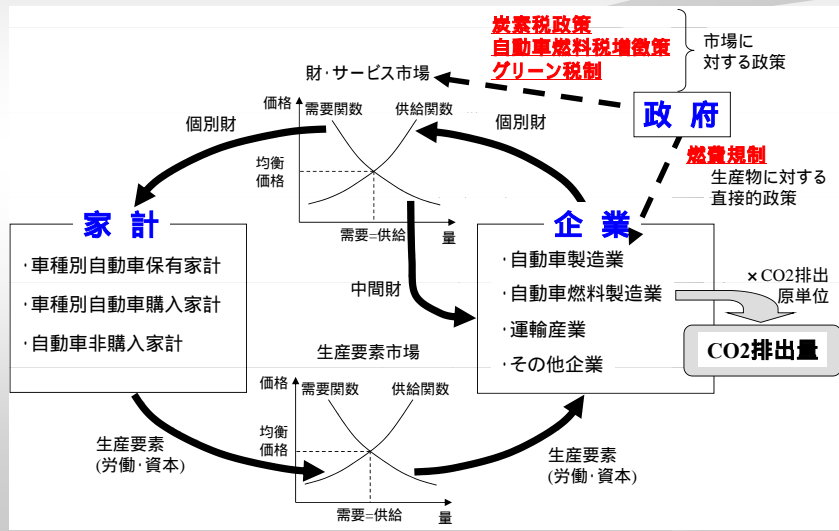 炭素税政策
自動車燃料税増徴策
グリーン税制
市場に
対する政策
財･サービス市場
政 府
価格
需要関数
供給関数
個別財
個別財
均衡
価格
燃費規制
生産物に対する
直接的政策
需要=供給
量
家 計
･車種別自動車保有家計
･車種別自動車購入家計
･自動車非購入家計
中間財
企 業
･自動車製造業
･自動車燃料製造業
･運輸産業
･その他企業
×CO2排出
原単位
CO2排出量
生産要素市場
価格
需要関数
供給関数
均衡
価格
需要=供給
量
生産要素
(労働･資本)
生産要素
(労働･資本)